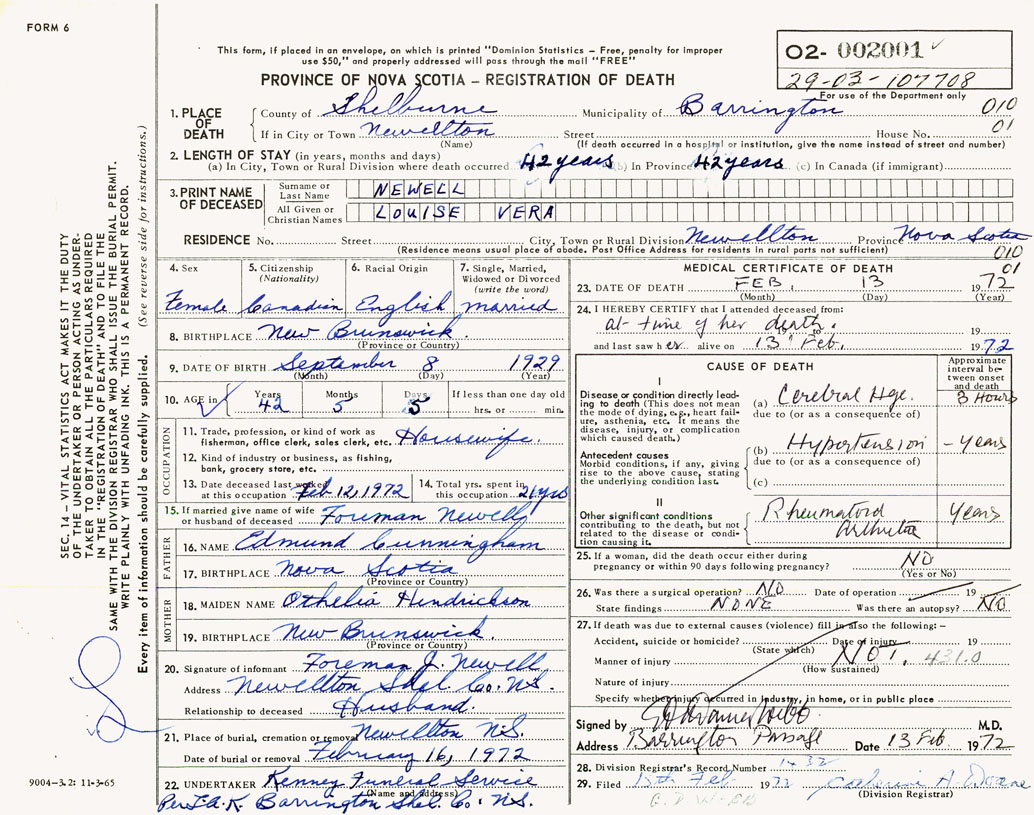 FORM 6
This form, if placed in an envelope, on which is printed "Dominion Statistics – Free, penalty for improper
use $50," and properly addressed will pass through the mail "FREE"
PROVINCE OF NOVA SCOTIA – REGISTRATION OF DEATH
02- 002001
29-03-107708
For use of the Department only
010
01
1. PLACE OF DEATH
County of Shelburne Municipality of Barrington
If in City or Town Newellton Street House No.
(Name) (If death occurred in a hospital or institution, give the name instead of street and number)
2. LENGTH OF STAY (in years, months and days)
(a) In City, Town or Rural Division where death occurred 42 years (b) In Province 42 years (c) In Canada (if immigrant)
3. PRINT NAME OF DECEASED
Surname or Last Name NEWELL
All Given or Christian Names LOUISE VERA
RESIDENCE No. Street City, Town or Rural Division Newellton Province Nova Scotia
(Residence means usual place of abode. Post Office Address for residents in rural parts not sufficient)
010
01
4. Sex Female
5. Citizenship (Nationality) Canadian
6. Racial Origin English
7. Single, Married, Widowed or Divorced (write the word) married
8. BIRTHPLACE New Brunswick
(Province or Country)
9. DATE OF BIRTH September 8 1929
(Month) (Day) (Year)
10. AGE in Years 42 Months 5 Days 5 If less than one day old hrs. or min.
OCCUPATION
11. Trade, profession, or kind of work as fisherman, office clerk, sales clerk, etc. Housewife.
12. Kind of industry or business, as fishing, bank, grocery store, etc.
13. Date deceased last worked at this occupation Feb 12, 1972
14. Total yrs. spent in this occupation 21 yrs
15. If married give name of wife or husband of deceased Foreman Newell
FATHER
16. NAME Edmund Cunningham
17. BIRTHPLACE Nova Scotia
(Province or Country)
MOTHER
18. MAIDEN NAME Othelia Hendrickson
19. BIRTHPLACE New Brunswick.
(Province or Country)
20. Signature of informant Foreman J. Newell
Address Newellton Shel. Co. N.S.
Relationship to deceased Husband.
21. Place of burial, cremation or removal Newellton N.S.
Date of burial or removal February 16, 1972
22. UNDERTAKER Kenney Funeral Service
(Name and address)
Per J.A.K. Barrington Shel. Co. N.S.
MEDICAL CERTIFICATE OF DEATH
23. DATE OF DEATH FEB. 13 1972
(Month) (Day) (Year)
24. I HEREBY CERTIFY that I attended deceased from:
at time of her death. 19
and last saw her alive on 13 Feb. 1972
CAUSE OF DEATH
Approximate interval between onset and death
I
Disease or condition directly leading to death (This does not mean the mode of dying, e.g., heart failure, asthenia, etc. It means the disease, injury, or complication which caused death.)
(a) Cerebral Hge. 3 Hours
due to (or as a consequence of)
Antecedent causes
Morbid conditions, if any, giving rise to the above cause, stating the underlying condition last.
(b) Hypertension – years
due to (or as a consequence of)
(c)
II
Other significant conditions contributing to the death, but not related to the disease or condition causing it.
Rheumatoid Arthritis years
25. If a woman, did the death occur either during pregnancy or within 90 days following pregnancy? NO
(Yes or No)
26. Was there a surgical operation? NO Date of operation 19
State findings NONE Was there an autopsy? NO
27. If death was due to external causes (violence) fill in also the following: –
Accident, suicide or homicide? Date of injury 19
(State which)
Manner of injury NOT. 431.0
(How sustained)
Nature of injury
Specify whether injury occurred in industry, in home, or in public place
Signed by M.D.
Address Barrington Passage Date 13 Feb. 1972
28. Division Registrar's Record Number 1432
29. Filed 15th Feb 1972 A. Doane
(Division Registrar)
SEC. 14 – VITAL STATISTICS ACT MAKES IT THE DUTY
OF THE UNDERTAKER OR PERSON ACTING AS UNDER-
TAKER TO OBTAIN ALL THE PARTICULARS REQUIRED
IN THE "REGISTRATION OF DEATH" AND TO FILE THE
SAME WITH THE DIVISION REGISTRAR WHO SHALL ISSUE THE BURIAL PERMIT.
WRITE PLAINLY WITH UNFADING INK. THIS IS A PERMANENT RECORD.
Every item of information should be carefully supplied. (See reverse side for instructions.)
9004-3.2: 11-3-65